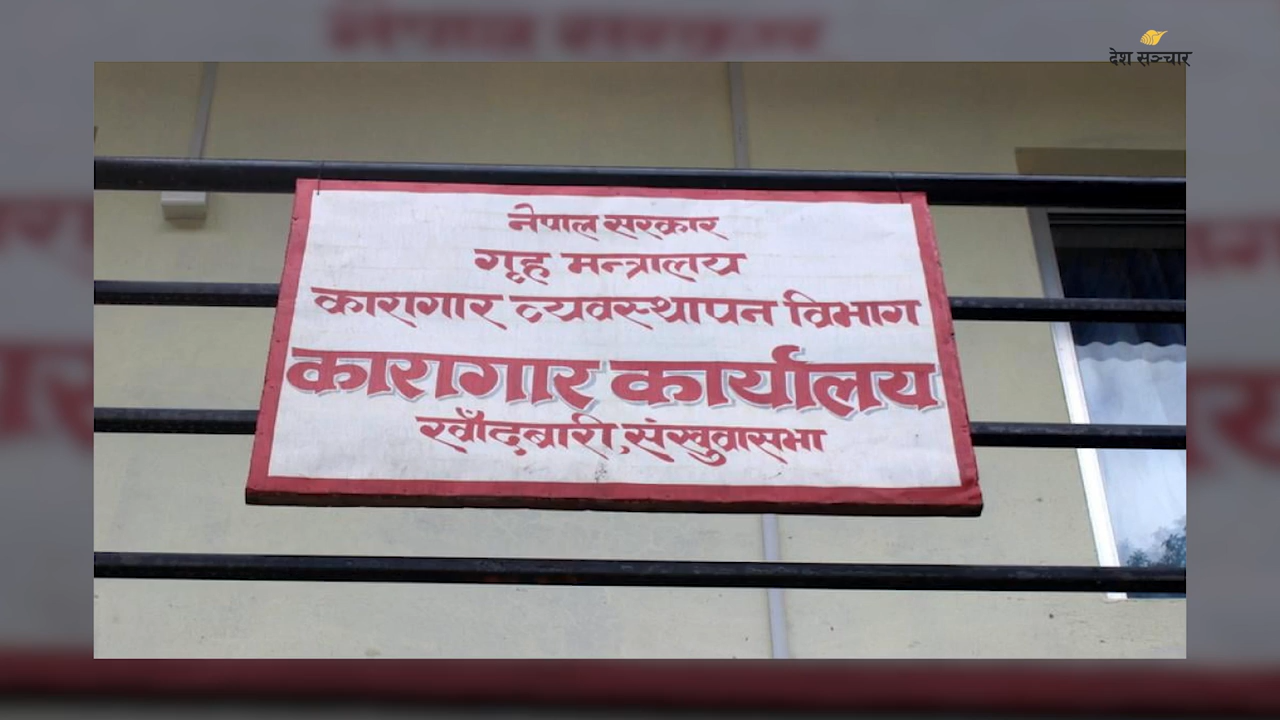 देश सञ्चार
नेपाल सरकार
गृह मन्त्रालय
कारागार व्यवस्थापन विभाग
कारागार कार्यालय
खाँदबारी, संखुवासभा